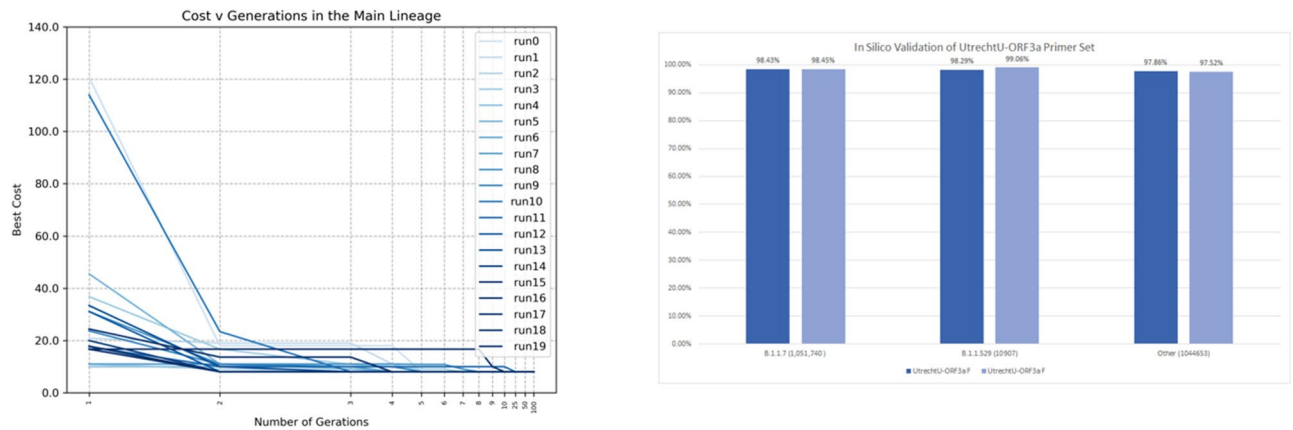 Cost v Generations in the Main Lineage
140.0
120.0
100.0
80.0
60.0
40.0
20.0
0.0
Best Cost
run0
run1
run2
run3
run4
run5
run6
run7
run8
run9
run10
run11
run12
run13
run14
run15
run16
run17
run18
run19
1 2 3 4 5 6 7 8 9 10 25 50 100
Number of Gerations
In Silico Validation of UtrechtU-ORF3a Primer Set
98.43% 98.45% 98.29% 99.06% 97.86% 97.52%
100.00%
90.00%
80.00%
70.00%
60.00%
50.00%
40.00%
30.00%
20.00%
10.00%
0.00%
B.1.1.7 (1,051,740 ) B.1.1.529 (10907) Other (1044653)
UtrechtU-ORF3a F UtrechtU-ORF3a F